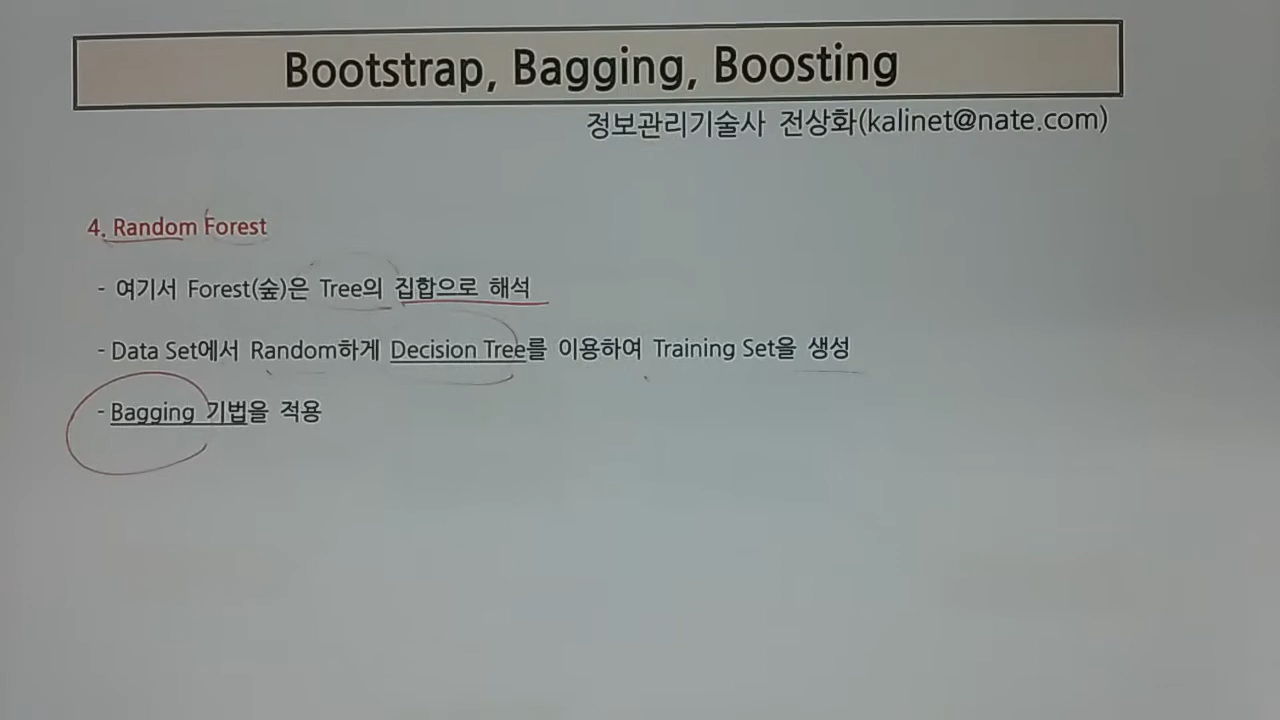 Bootstrap, Bagging, Boosting
정보관리기술사 전상화(kalinet@nate.com)
4. Random Forest
- 여기서 Forest(숲)은 Tree의 집합으로 해석
- Data Set에서 Random하게 Decision Tree를 이용하여 Training Set을 생성
- Bagging 기법을 적용